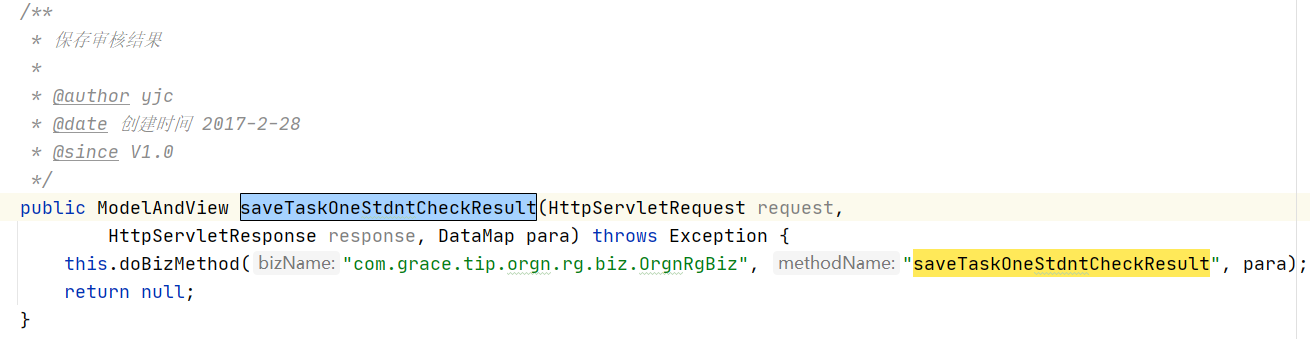 /**
 * 保存审核结果
 *
 * @author yjc
 * @date 创建时间 2017-2-28
 * @since V1.0
 */
public ModelAndView saveTaskOneStdntCheckResult(HttpServletRequest request,
        HttpServletResponse response, DataMap para) throws Exception {
    this.doBizMethod( bizName: "com.grace.tip.orgn.rg.biz.OrgnRgBiz", methodName: "saveTaskOneStdntCheckResult", para);
    return null;
}